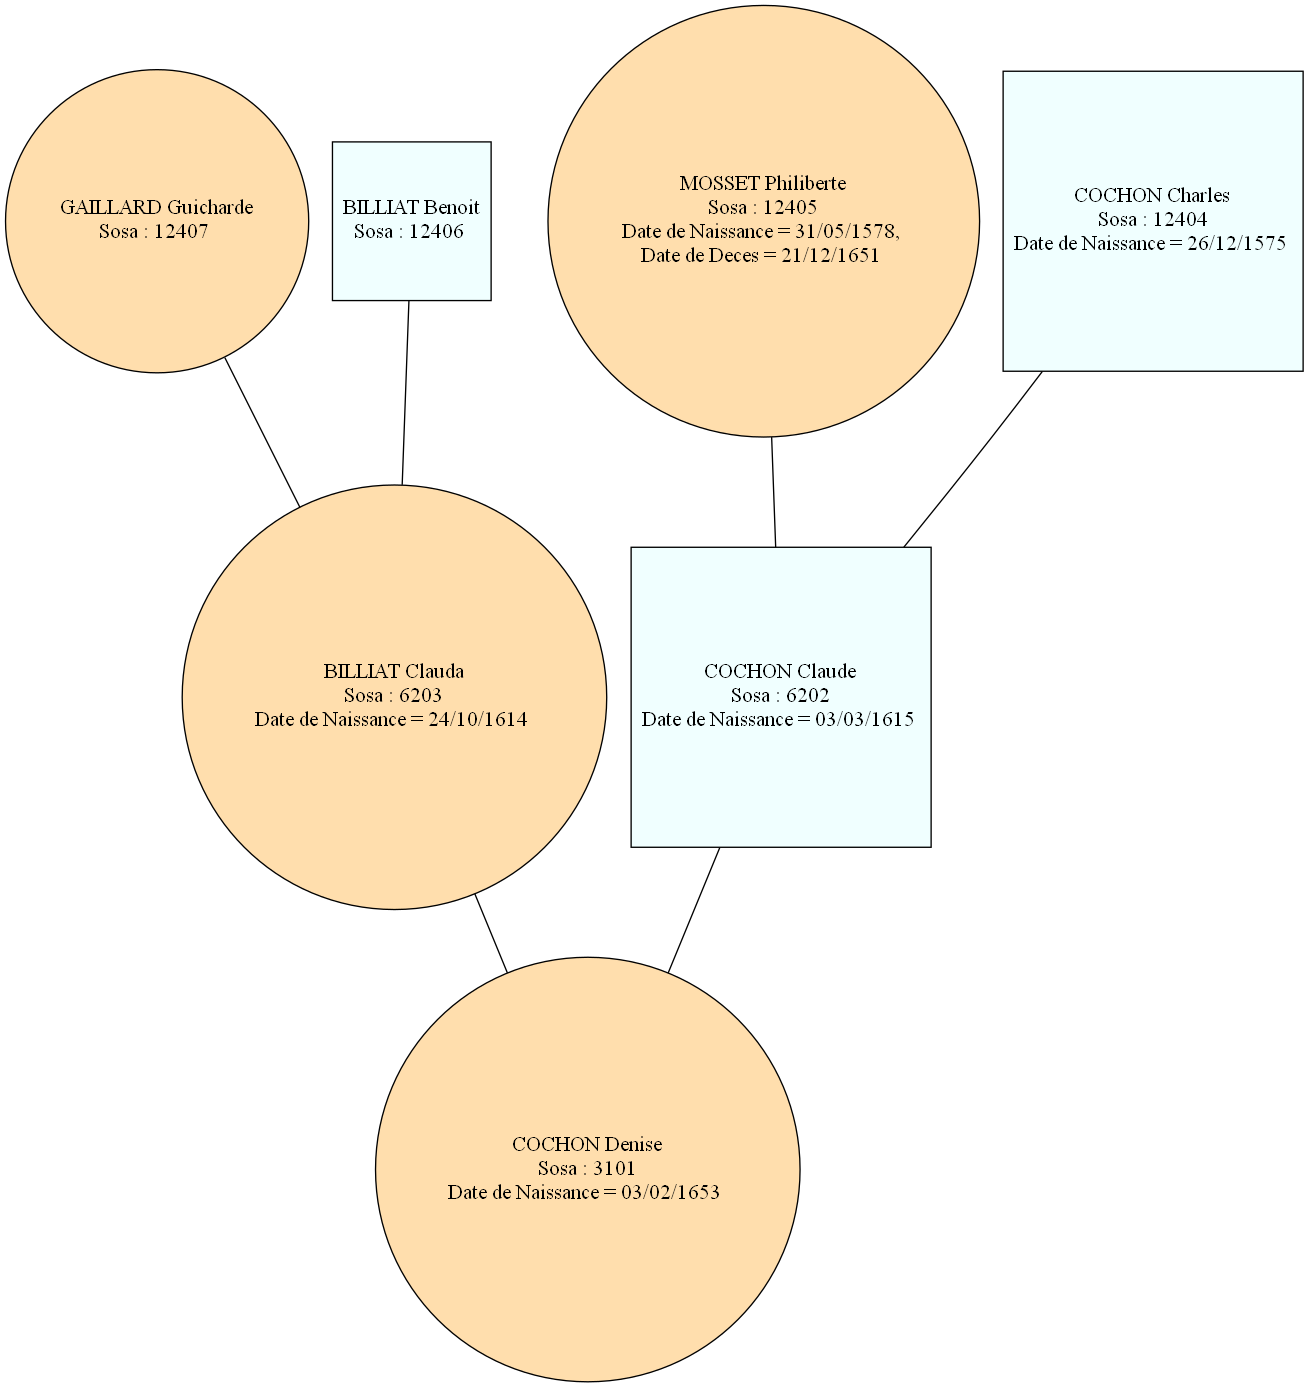 GAILLARD Guicharde
Sosa : 12407
BILLIAT Benoit
Sosa : 12406
MOSSET Philiberte
Sosa : 12405
Date de Naissance = 31/05/1578,
Date de Deces = 21/12/1651
COCHON Charles
Sosa : 12404
Date de Naissance = 26/12/1575
BILLIAT Clauda
Sosa : 6203
Date de Naissance = 24/10/1614
COCHON Claude
Sosa : 6202
Date de Naissance = 03/03/1615
COCHON Denise
Sosa : 3101
Date de Naissance = 03/02/1653